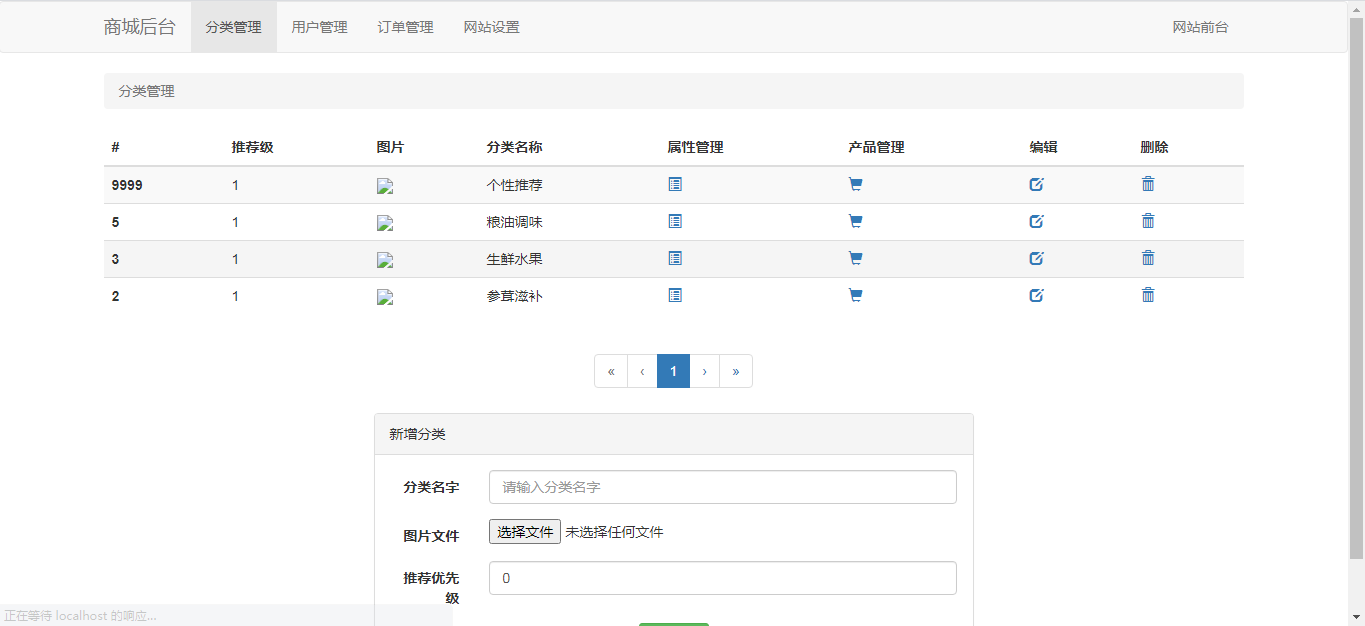 商城后台 分类管理 用户管理 订单管理 网站设置 网站前台
分类管理
# 推荐级 图片 分类名称 属性管理 产品管理 编辑 删除
9999 1 个性推荐
5 1 粮油调味
3 1 生鲜水果
2 1 参茸滋补
« ‹ 1 › »
新增分类
分类名字 请输入分类名字
图片文件 选择文件 未选择任何文件
推荐优先级 0
正在等待 localhost 的响应...